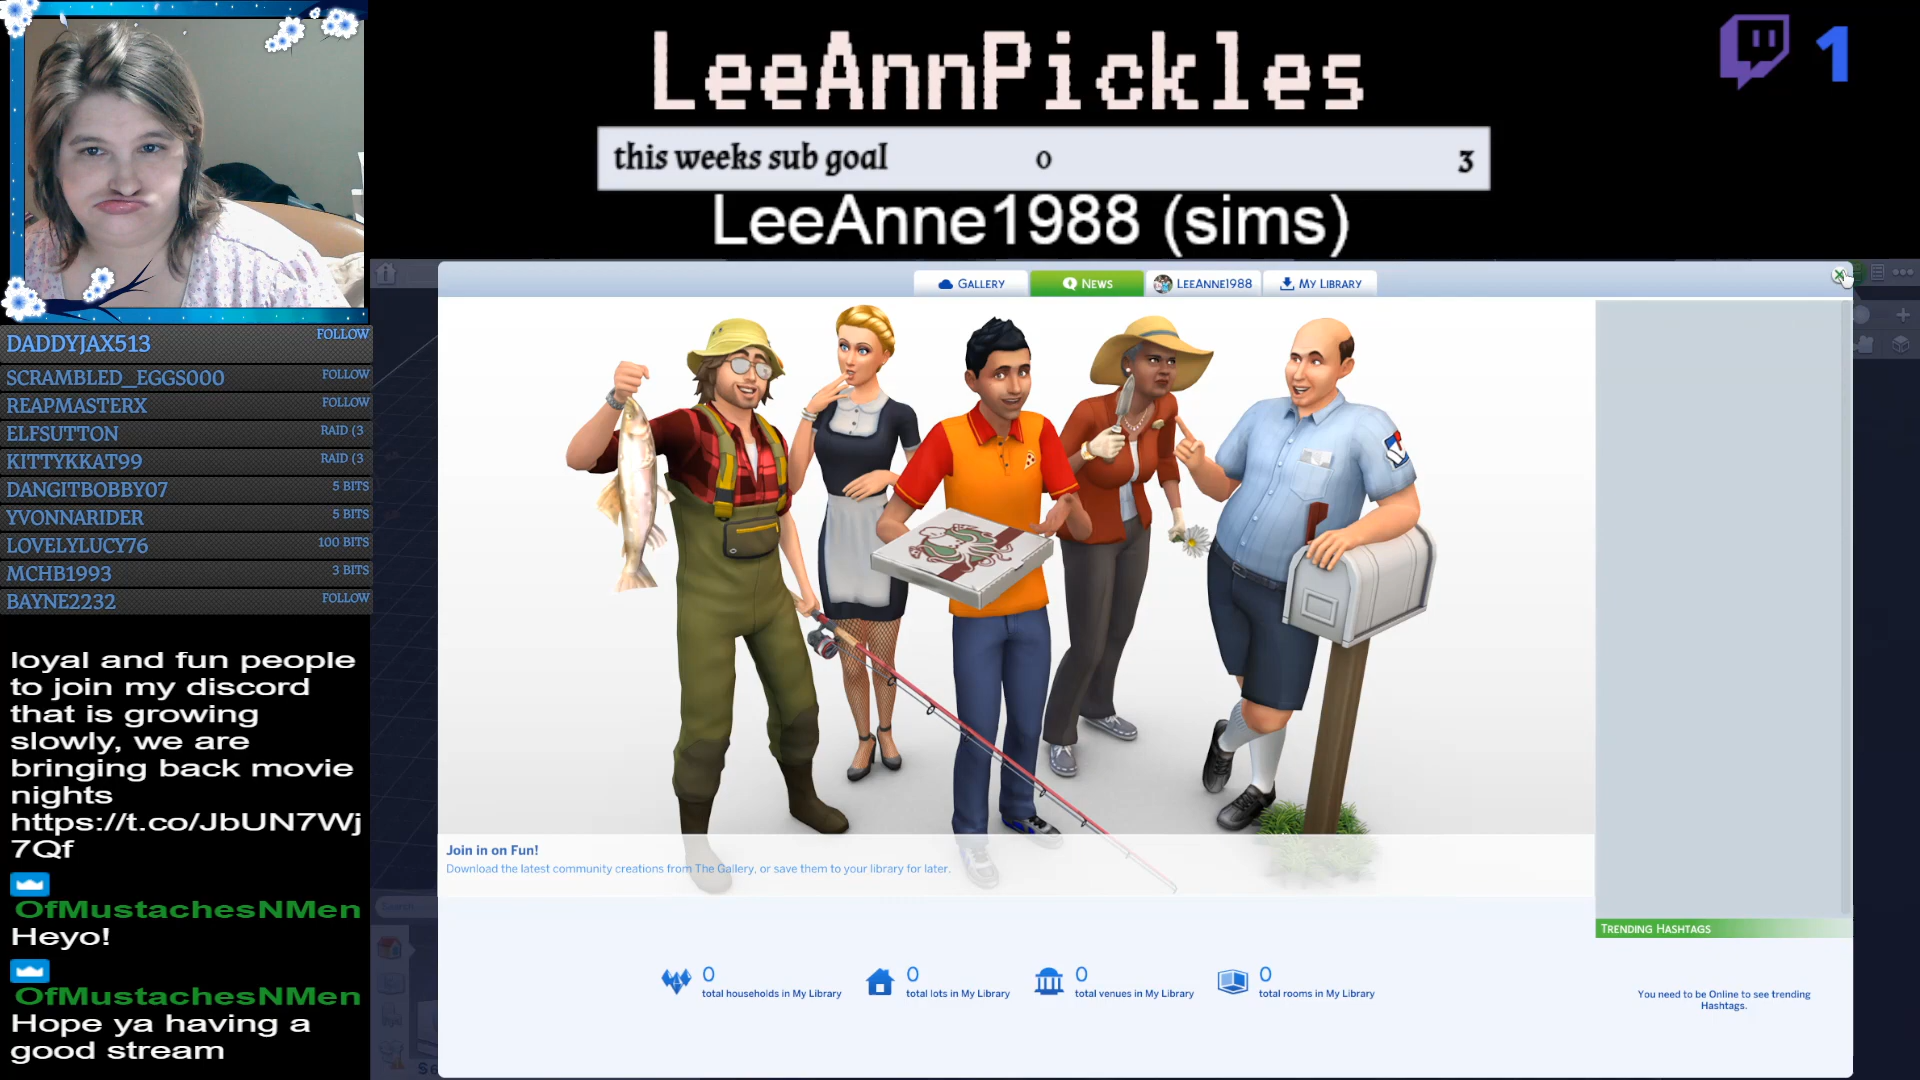 LeeAnnPickles
1
this weeks sub goal 0 3
LeeAnne1988 (sims)
GALLERY
NEWS
LEEANNE1988
MY LIBRARY
DADDYJAX513 FOLLOW
SCRAMBLED_EGGS000 FOLLOW
REAPMASTERX FOLLOW
ELFSUTTON RAID (3
KITTYKKAT99 RAID (3
DANGITBOBBY07 5 BITS
YVONNARIDER 5 BITS
LOVELYLUCY76 100 BITS
MCHB1993 3 BITS
BAYNE2232 FOLLOW
loyal and fun people
to join my discord
that is growing
slowly, we are
bringing back movie
nights
https://t.co/JbUN7Wj
7Qf
OfMustachesNMen
Heyo!
OfMustachesNMen
Hope ya having a
good stream
Join in on Fun!
Download the latest community creations from The Gallery, or save them to your library for later.
Search
TRENDING HASHTAGS
0
total households in My Library
0
total lots in My Library
0
total venues in My Library
0
total rooms in My Library
You need to be Online to see trending
Hashtags.